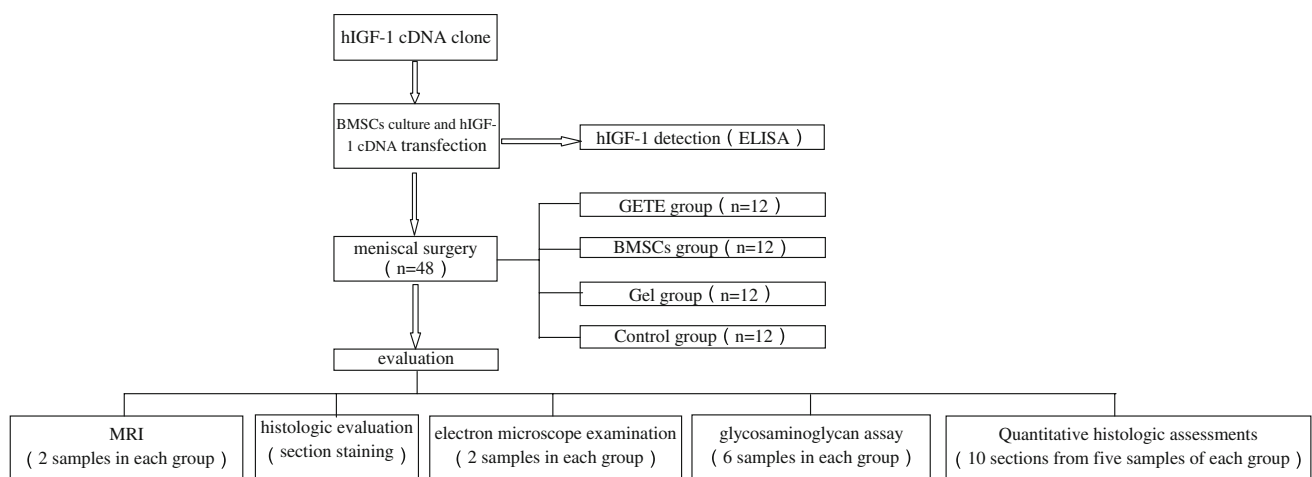 hIGF-1 cDNA clone
BMSCs culture and hIGF-
1 cDNA transfection
hIGF-1 detection ( ELISA )
GETE group ( n=12 )
BMSCs group ( n=12 )
meniscal surgery
( n=48 )
Gel group ( n=12 )
Control group ( n=12 )
evaluation
MRI
( 2 samples in each group )
histologic evaluation
( section staining )
electron microscope examination
( 2 samples in each group )
glycosaminoglycan assay
( 6 samples in each group )
Quantitative histologic assessments
( 10 sections from five samples of each group )